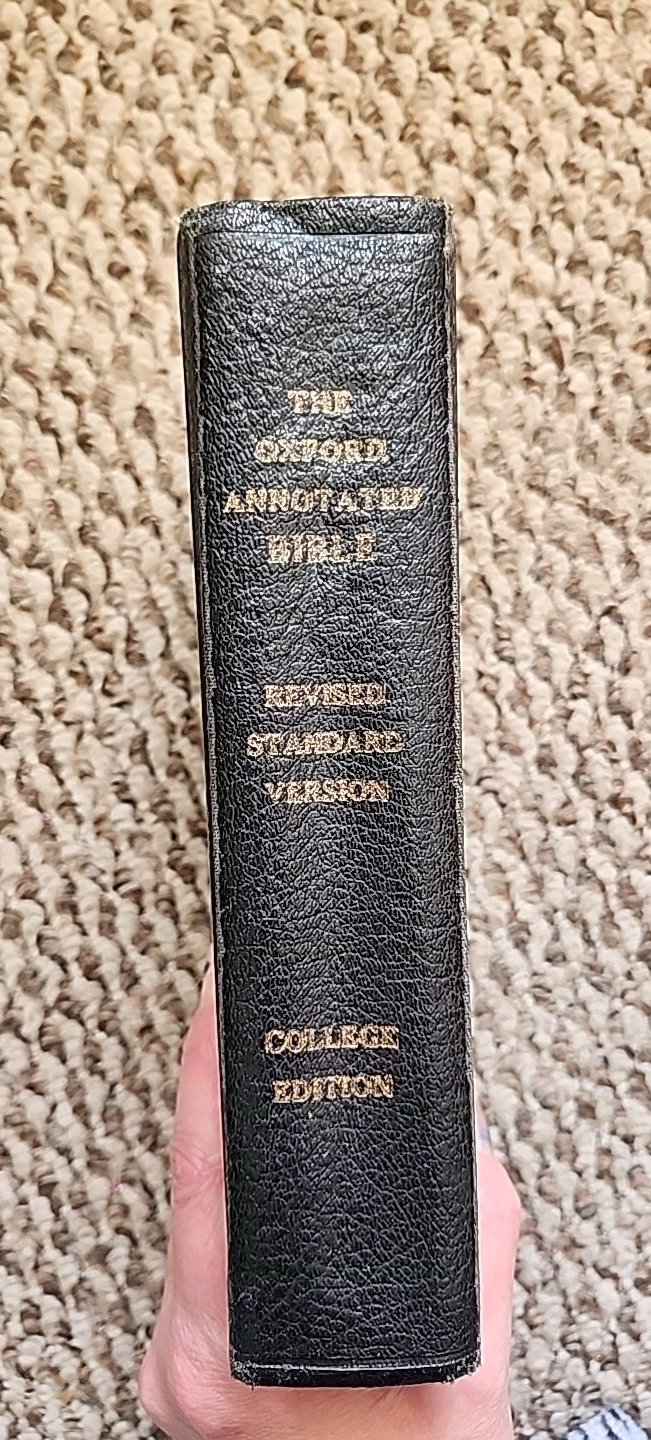 THE
OXFORD
ANNOTATED
BIBLE
REVISED
STANDARD
VERSION
COLLEGE
EDITION